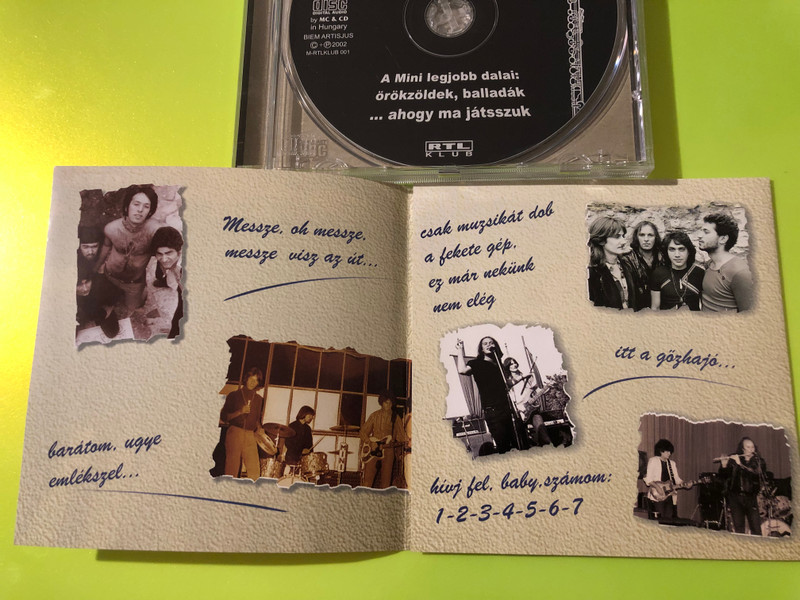 DISC
DIGITAL AUDIO
by MC & CD
in Hungary
BIEM ARTISJUS
© + ℗ 2002
M-RTLKLUB 001
A Mini legjobb dalai:
örökzöldek, balladák
... ahogy ma játsszuk
RTL
KLUB
Messze, oh messze,
messze visz az út...
barátom, ugye
emlékszel...
csak muzsikát dob
a fekete gép,
ez már nekünk
nem elég
itt a gőzhajó...
hívj fel, baby,számom:
1-2-3-4-5-6-7